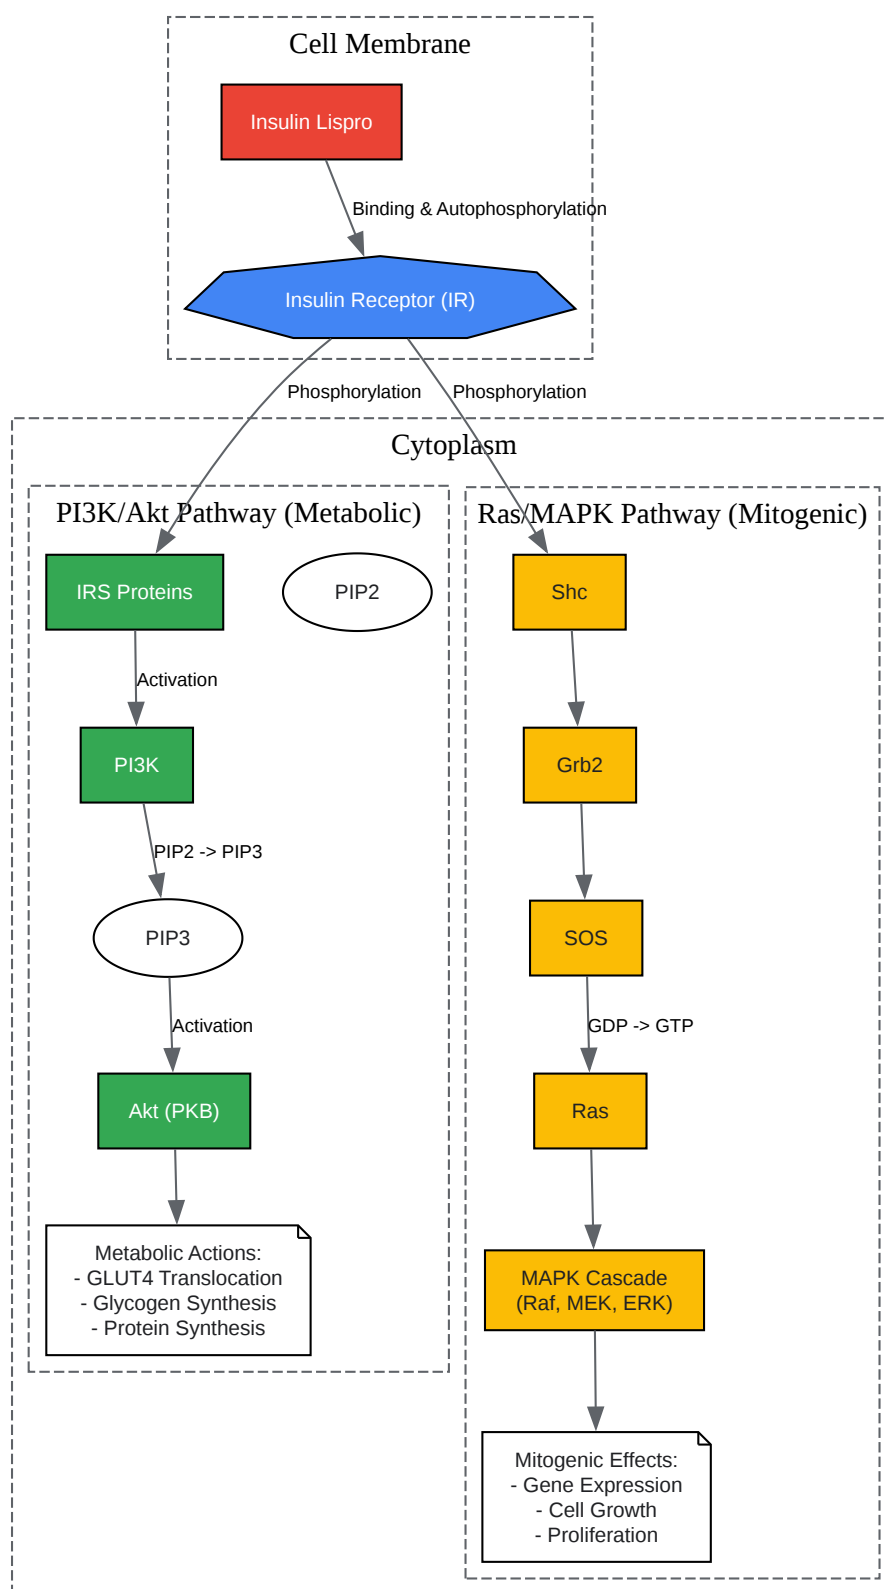 Cell Membrane
Insulin Lispro
Binding & Autophosphorylation
Insulin Receptor (IR)
Phosphorylation
Phosphorylation
Cytoplasm
PI3K/Akt Pathway (Metabolic)
IRS Proteins
PIP2
Activation
PI3K
PIP2 -> PIP3
PIP3
Activation
Akt (PKB)
Metabolic Actions:
- GLUT4 Translocation
- Glycogen Synthesis
- Protein Synthesis
Ras/MAPK Pathway (Mitogenic)
Shc
Grb2
SOS
GDP -> GTP
Ras
MAPK Cascade
(Raf, MEK, ERK)
Mitogenic Effects:
- Gene Expression
- Cell Growth
- Proliferation